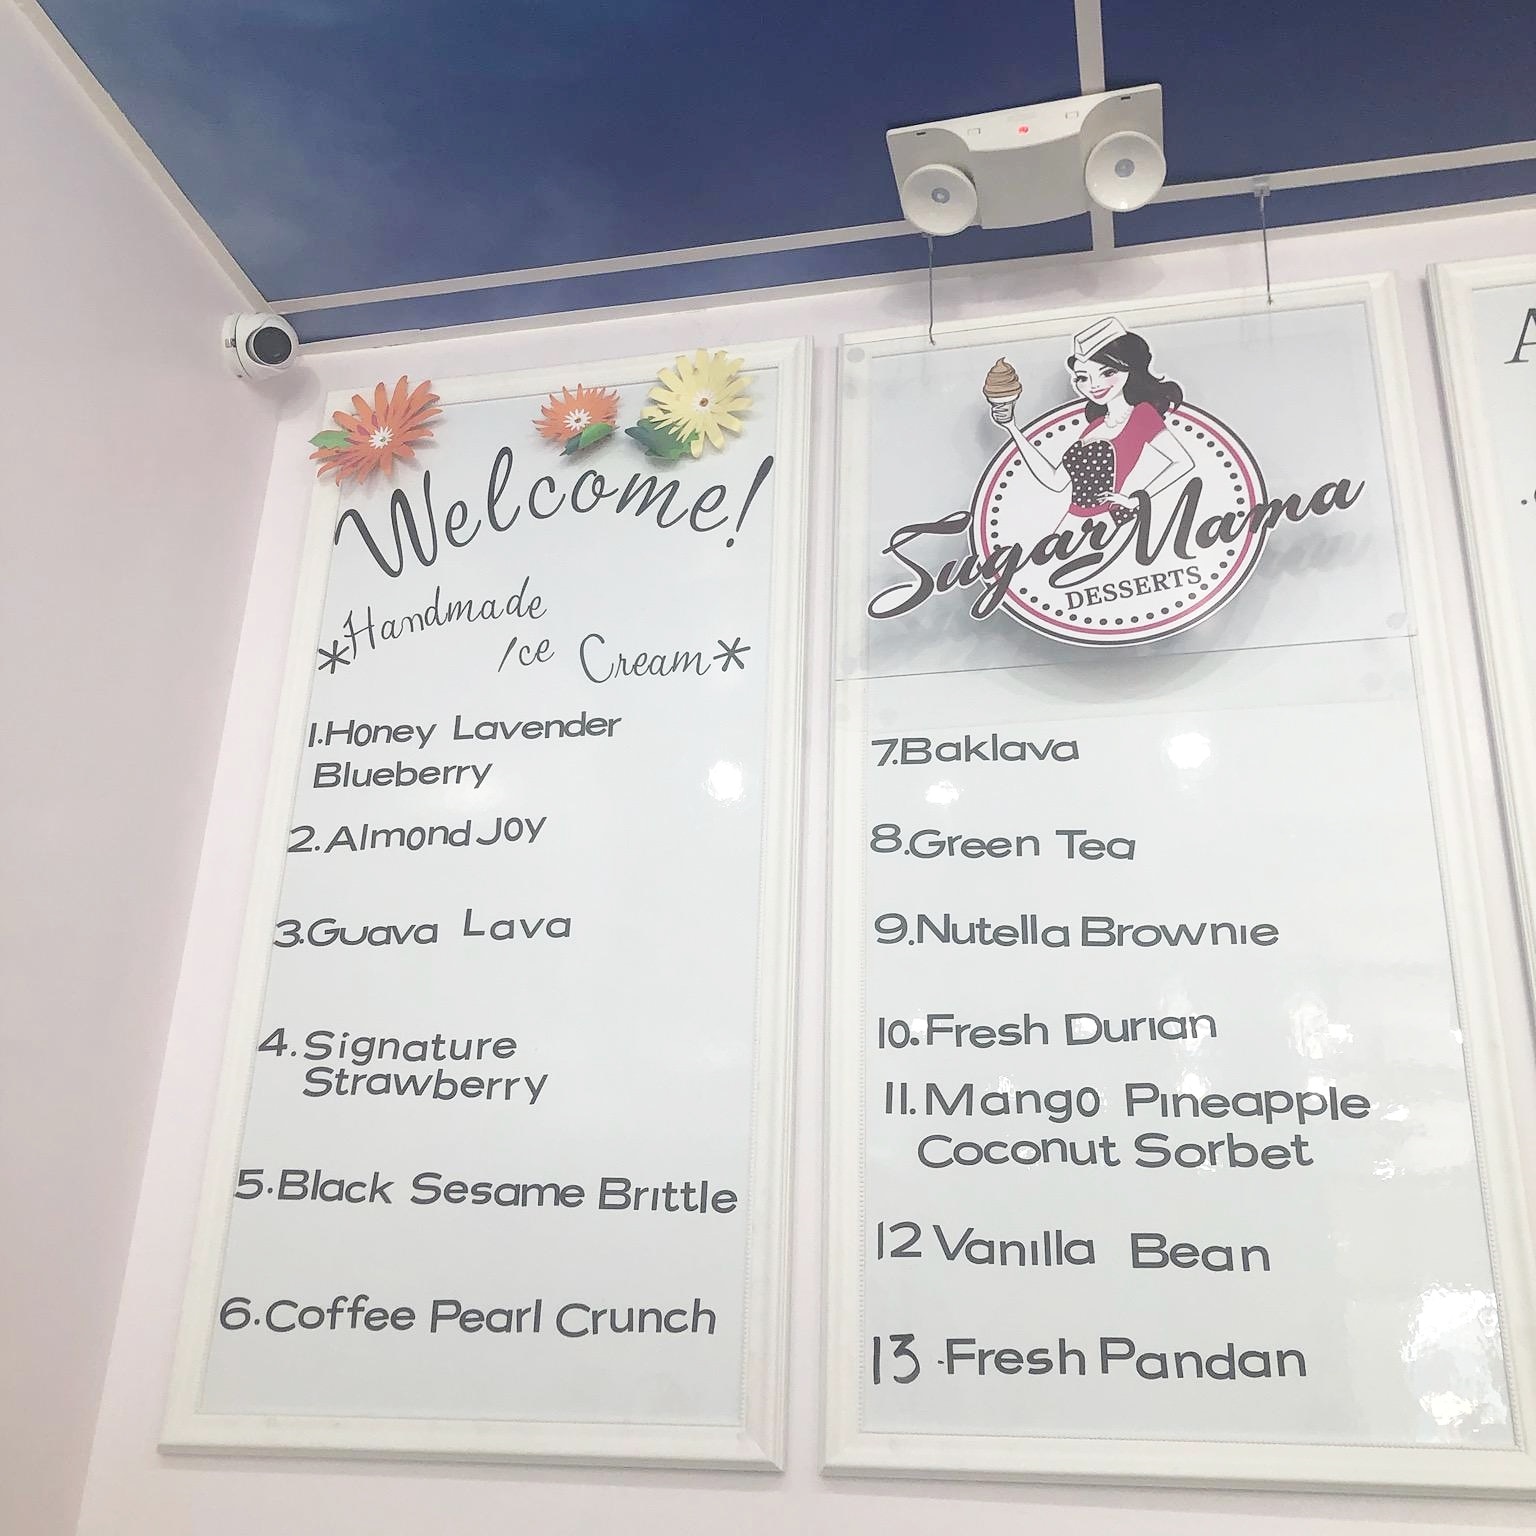 Welcome!
*Handmade
Ice Cream*
1.Honey Lavender
Blueberry
2.Almond Joy
3.Guava Lava
4.Signature
Strawberry
5.Black Sesame Brittle
6.Coffee Pearl Crunch
Sugar Mama
DESSERTS
7.Baklava
8.Green Tea
9.Nutella Brownie
10.Fresh Durian
11.Mango Pineapple
Coconut Sorbet
12 Vanilla Bean
13.Fresh Pandan